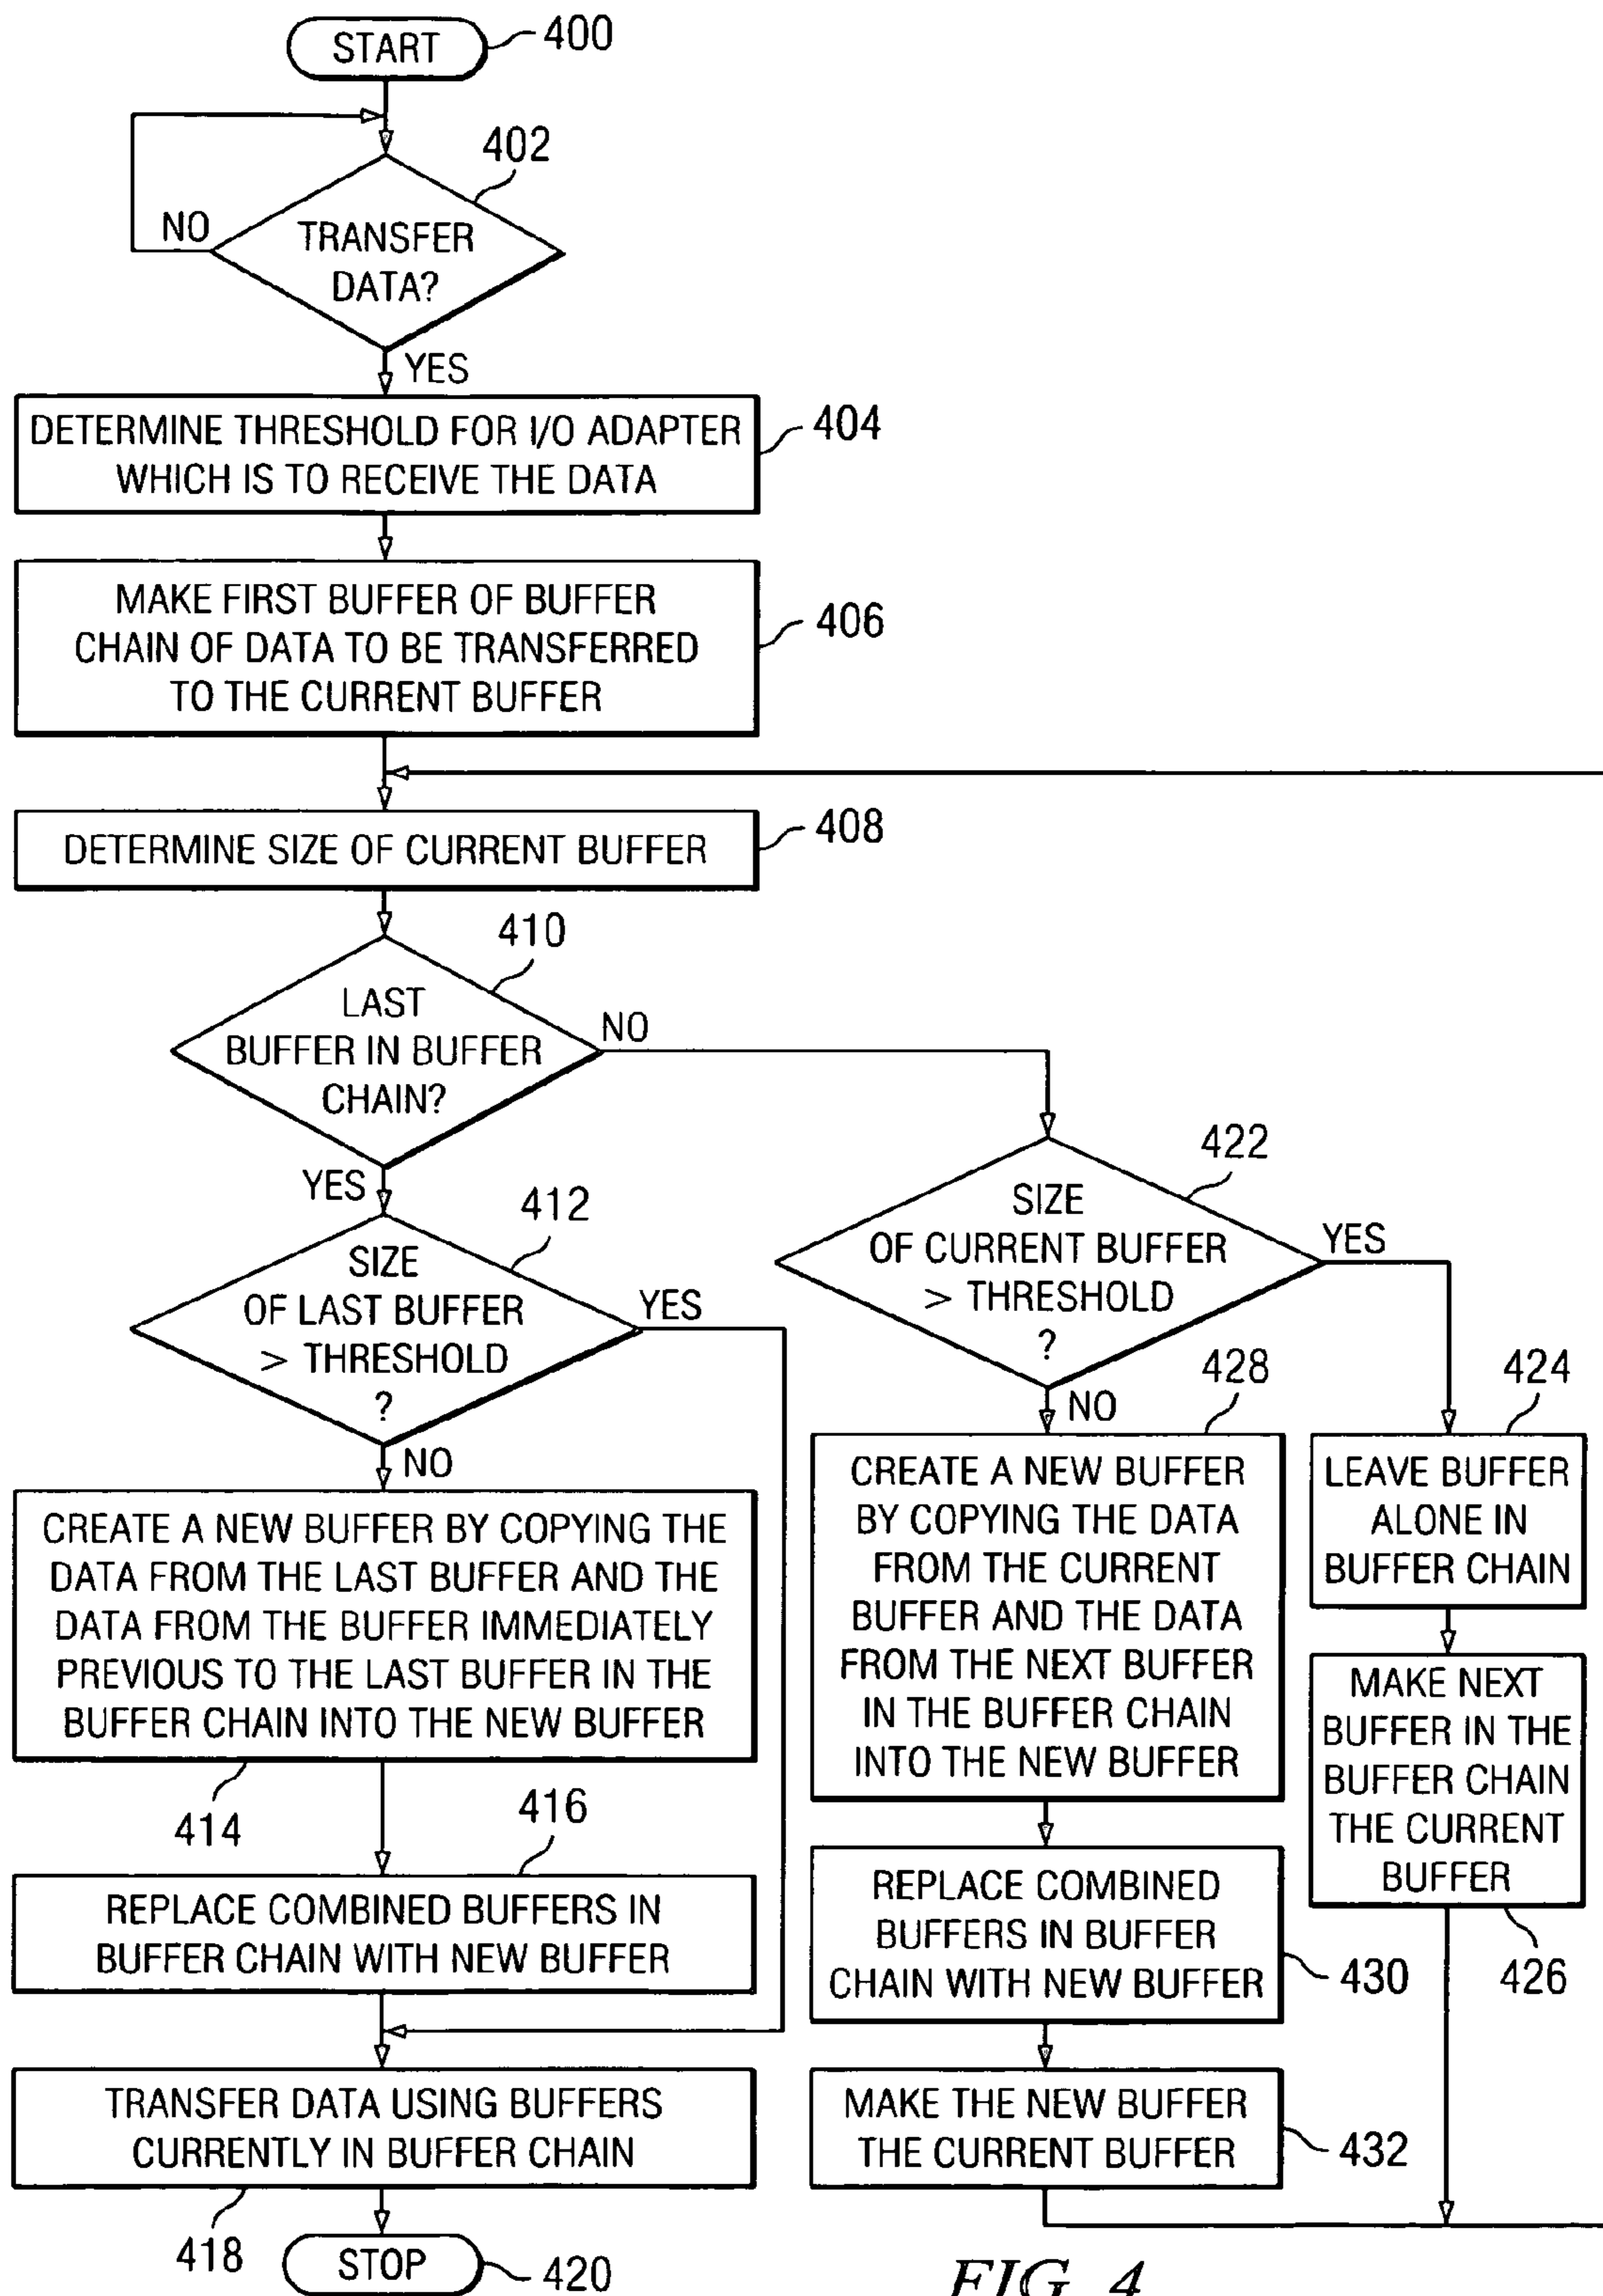 START
400
402
NO
TRANSFER
DATA?
YES
DETERMINE THRESHOLD FOR I/O ADAPTER
WHICH IS TO RECEIVE THE DATA
404
MAKE FIRST BUFFER OF BUFFER
CHAIN OF DATA TO BE TRANSFERRED
TO THE CURRENT BUFFER
406
DETERMINE SIZE OF CURRENT BUFFER
408
410
LAST
BUFFER IN BUFFER
CHAIN?
NO
YES
412
SIZE
OF LAST BUFFER
> THRESHOLD
?
YES
NO
CREATE A NEW BUFFER BY COPYING THE
DATA FROM THE LAST BUFFER AND THE
DATA FROM THE BUFFER IMMEDIATELY
PREVIOUS TO THE LAST BUFFER IN THE
BUFFER CHAIN INTO THE NEW BUFFER
414
416
REPLACE COMBINED BUFFERS IN
BUFFER CHAIN WITH NEW BUFFER
TRANSFER DATA USING BUFFERS
CURRENTLY IN BUFFER CHAIN
418
STOP
420
422
SIZE
OF CURRENT BUFFER
> THRESHOLD
?
YES
NO
428
CREATE A NEW BUFFER
BY COPYING THE DATA
FROM THE CURRENT
BUFFER AND THE DATA
FROM THE NEXT BUFFER
IN THE BUFFER CHAIN
INTO THE NEW BUFFER
REPLACE COMBINED
BUFFERS IN BUFFER
CHAIN WITH NEW BUFFER
430
MAKE THE NEW BUFFER
THE CURRENT BUFFER
432
424
LEAVE BUFFER
ALONE IN
BUFFER CHAIN
MAKE NEXT
BUFFER IN THE
BUFFER CHAIN
THE CURRENT
BUFFER
426
FIG. 4